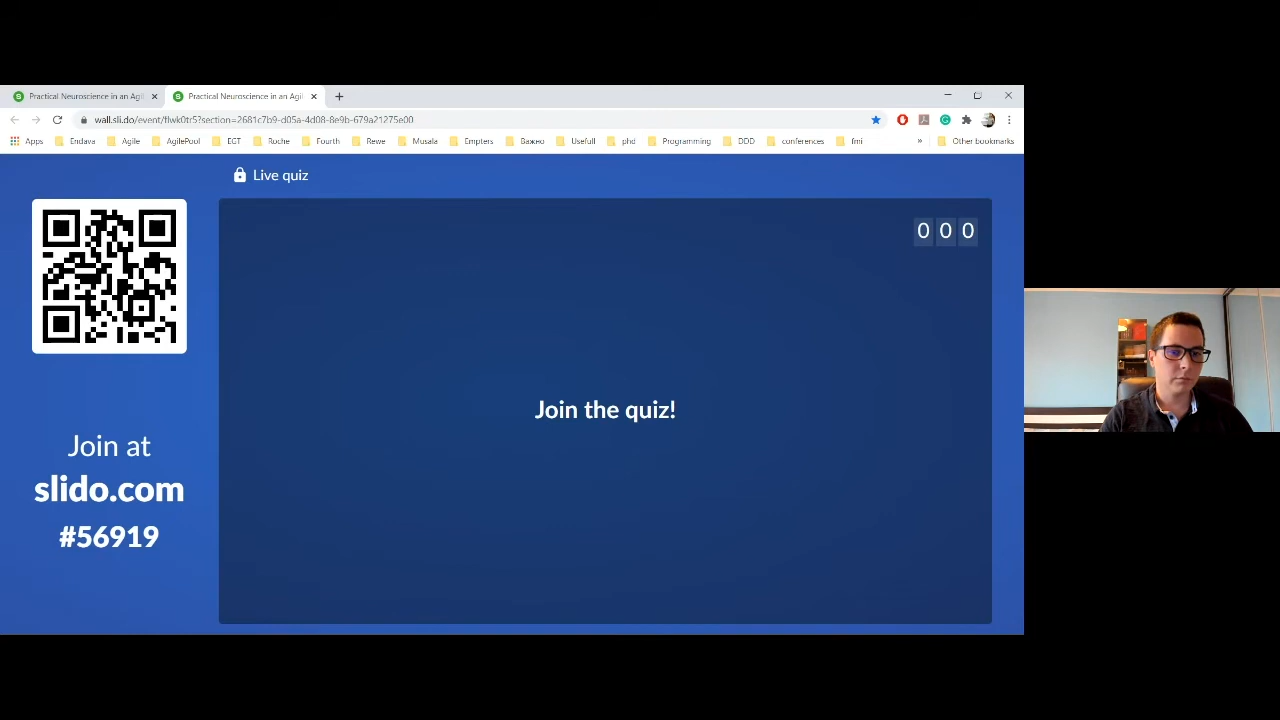 Practical Neuroscience in an Agil
Practical Neuroscience in an Agil
wall.sli.do/event/flwk0tr5?section=2681c7b9-d05a-4d08-8e9b-679a21275e00
Apps Endava Agile AgilePool EGT Roche Fourth Rewe Musala Empters Важно Usefull phd Programming DDD conferences fmi » Other bookmarks
Live quiz
0 0 0
Join the quiz!
Join at
slido.com
#56919